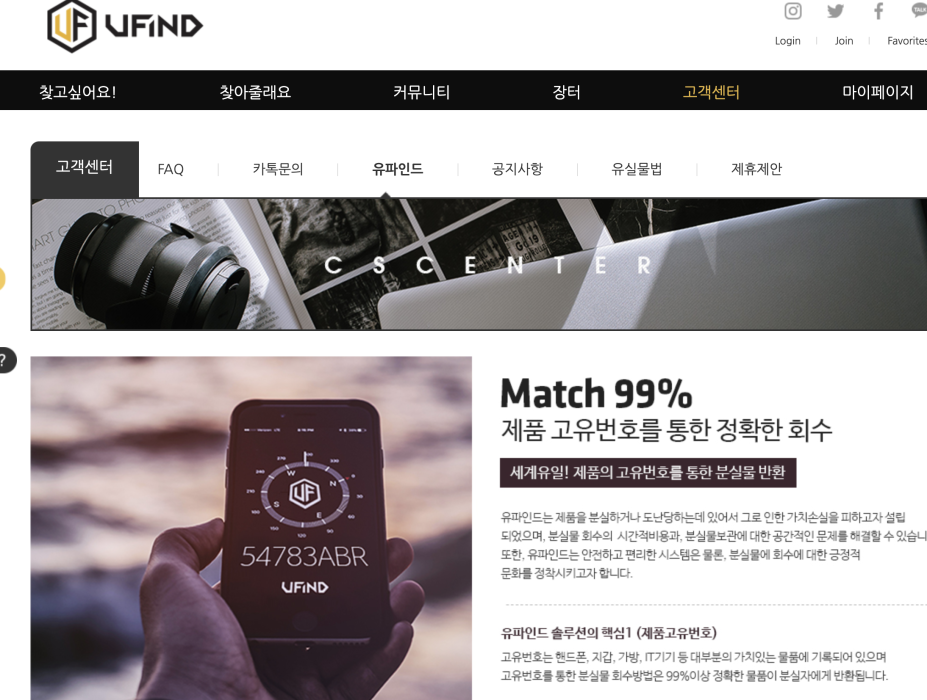 UFIND
Login
Join
Favorites
찾고싶어요!
찾아줄래요
커뮤니티
장터
고객센터
마이페이지
고객센터
FAQ
카톡문의
유파인드
공지사항
유실물법
제휴제안
CSCENTER
?
54783ABR
UFIND
Match 99%
제품 고유번호를 통한 정확한 회수
세계유일! 제품의 고유번호를 통한 분실물 반환
유파인드는 제품을 분실하거나 도난당하는데 있어서 그로 인한 가치손실을 피하고자 설립
되었으며, 분실물 회수의 시간적비용과, 분실물보관에 대한 공간적인 문제를 해결할 수 있습니
또한, 유파인드는 안전하고 편리한 시스템은 물론, 분실물에 회수에 대한 긍정적
문화를 정착시키고자 합니다.
유파인드 솔루션의 핵심1 (제품고유번호)
고유번호는 핸드폰, 지갑, 가방, IT기기 등 대부분의 가치있는 물품에 기록되어 있으며
고유번호를 통한 분실물 회수방법은 99%이상 정확한 물품이 분실자에게 반환됩니다.